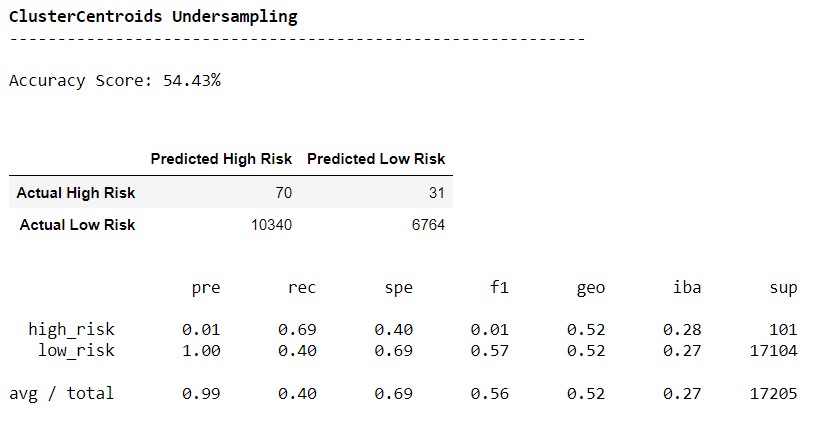 ClusterCentroids Undersampling
------------------------------------------------------------
Accuracy Score: 54.43%
Predicted High Risk Predicted Low Risk
Actual High Risk 70 31
Actual Low Risk 10340 6764
pre rec spe f1 geo iba sup
high_risk 0.01 0.69 0.40 0.01 0.52 0.28 101
low_risk 1.00 0.40 0.69 0.57 0.52 0.27 17104
avg / total 0.99 0.40 0.69 0.56 0.52 0.27 17205